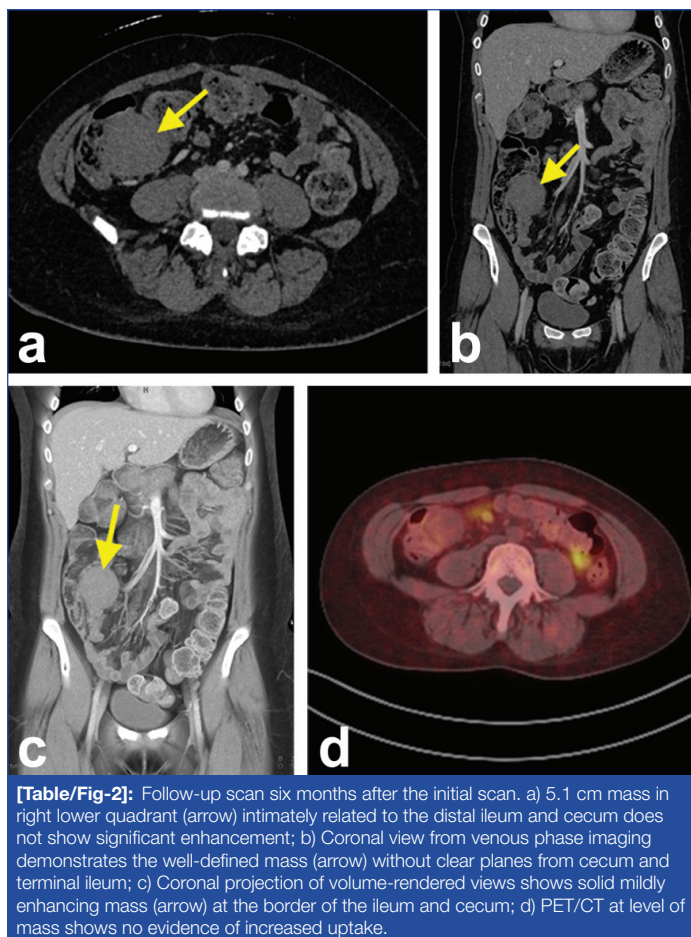 H
a
b
c
d
[Table/Fig-2]: Follow-up scan six months after the initial scan. a) 5.1 cm mass in
right lower quadrant (arrow) intimately related to the distal ileum and cecum does
not show significant enhancement; b) Coronal view from venous phase imaging
demonstrates the well-defined mass (arrow) without clear planes from cecum and
terminal ileum; c) Coronal projection of volume-rendered views shows solid mildly
enhancing mass (arrow) at the border of the ileum and cecum; d) PET/CT at level of
mass shows no evidence of increased uptake.